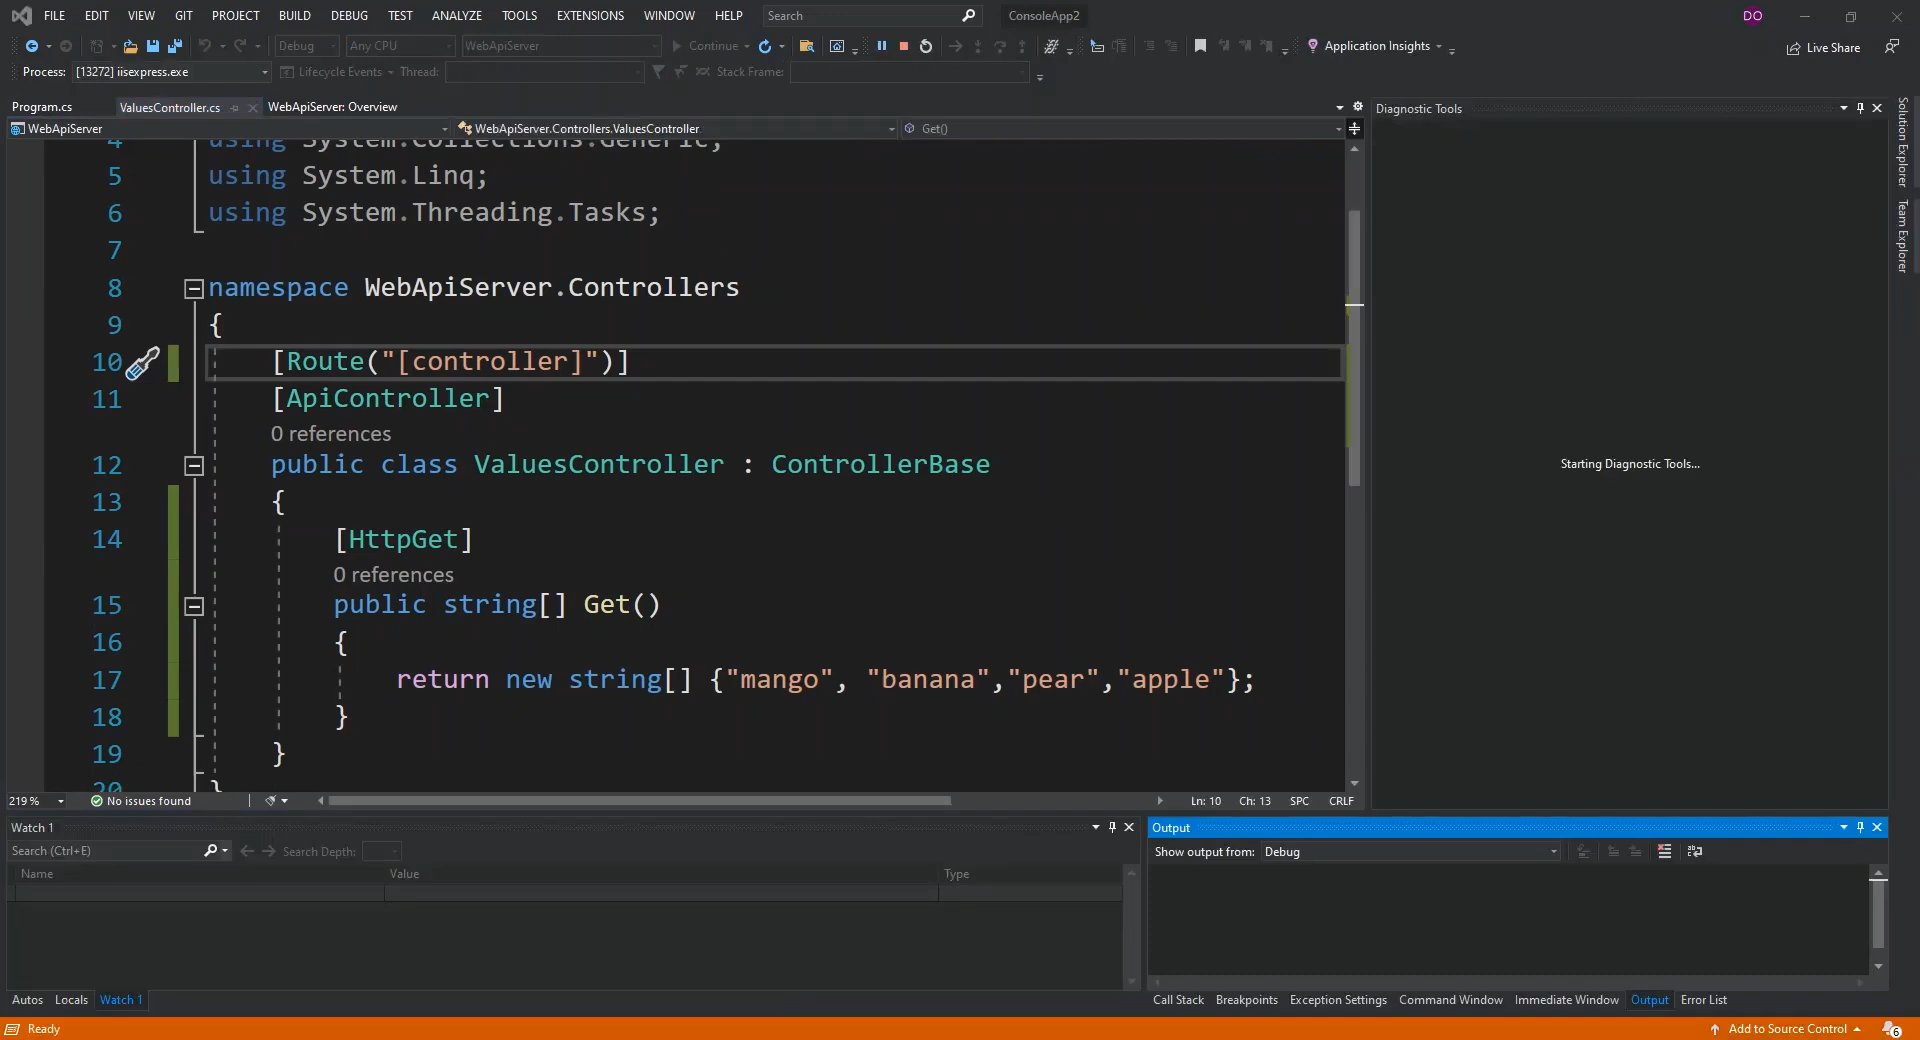 FILE EDIT VIEW GIT PROJECT BUILD DEBUG TEST ANALYZE TOOLS EXTENSIONS WINDOW HELP Search ConsoleApp2 DO
Debug Any CPU WebApiServer Continue Application Insights Live Share
Process: [13272] iisexpress.exe Lifecycle Events Thread: Stack Frame:
Program.cs ValuesController.cs WebApiServer: Overview
WebApiServer WebApiServer.Controllers.ValuesController Get()
4 using System.Collections.Generic;
5 using System.Linq;
6 using System.Threading.Tasks;
7
8 namespace WebApiServer.Controllers
9 {
10 [Route("[controller]")]
11 [ApiController]
0 references
12 public class ValuesController : ControllerBase
13 {
14 [HttpGet]
0 references
15 public string[] Get()
16 {
17 return new string[] {"mango", "banana","pear","apple"};
18 }
19 }
20 }
219 % No issues found Ln: 10 Ch: 13 SPC CRLF
Diagnostic Tools
Starting Diagnostic Tools...
Solution Explorer
Team Explorer
Watch 1
Search (Ctrl+E) Search Depth:
Name Value Type
Autos Locals Watch 1
Output
Show output from: Debug
Call Stack Breakpoints Exception Settings Command Window Immediate Window Output Error List
Ready Add to Source Control 6